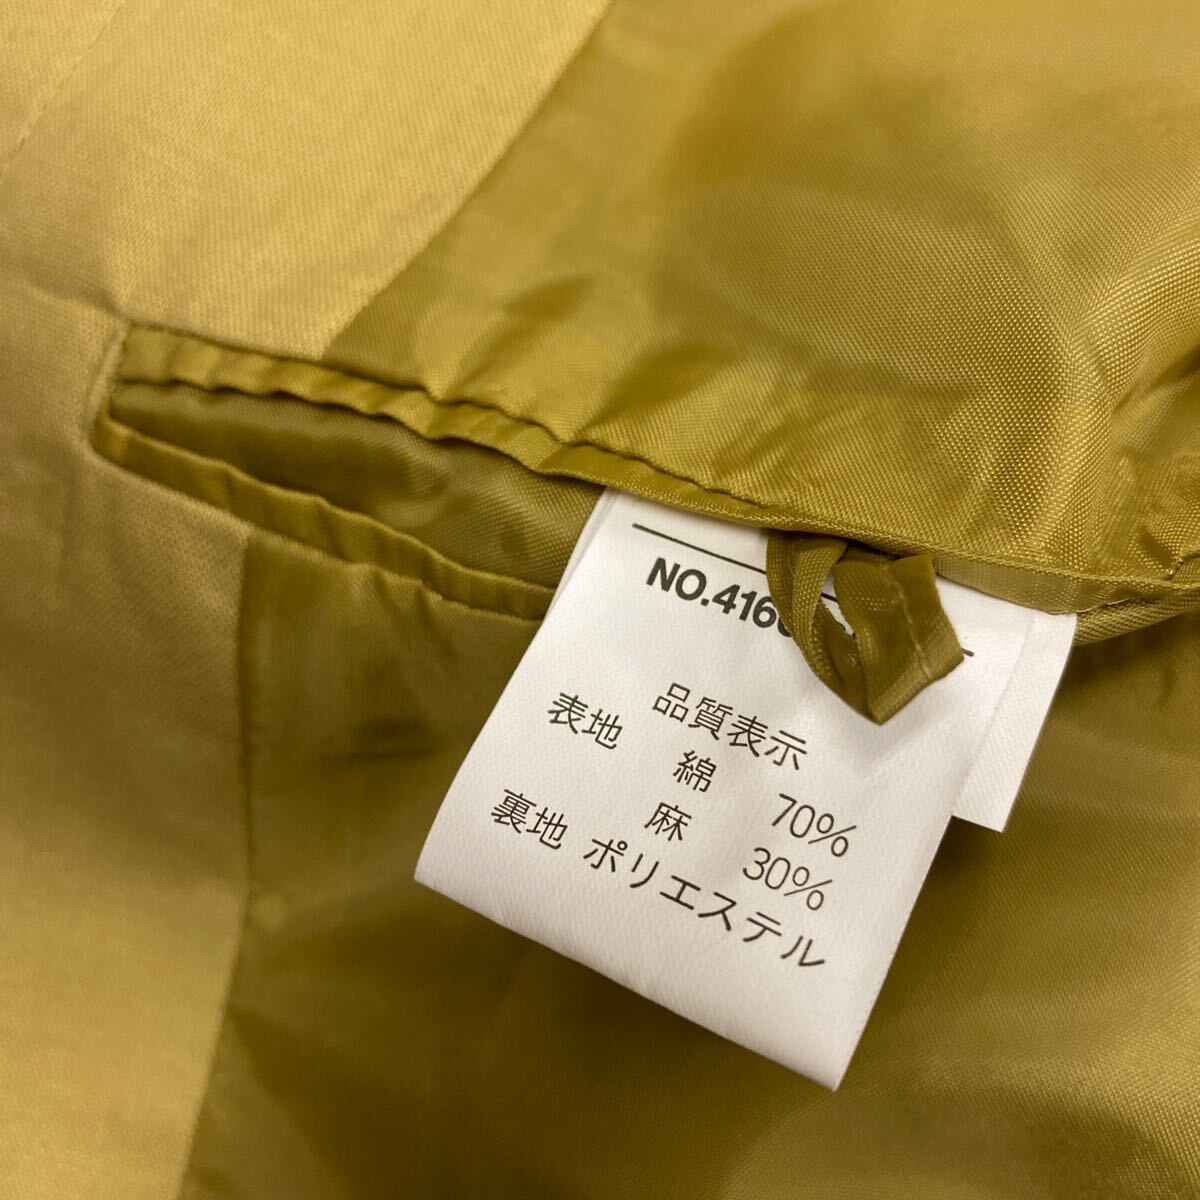 NO.416
品質表示
表地 綿 70%
麻 30%
裏地 ポリエステル